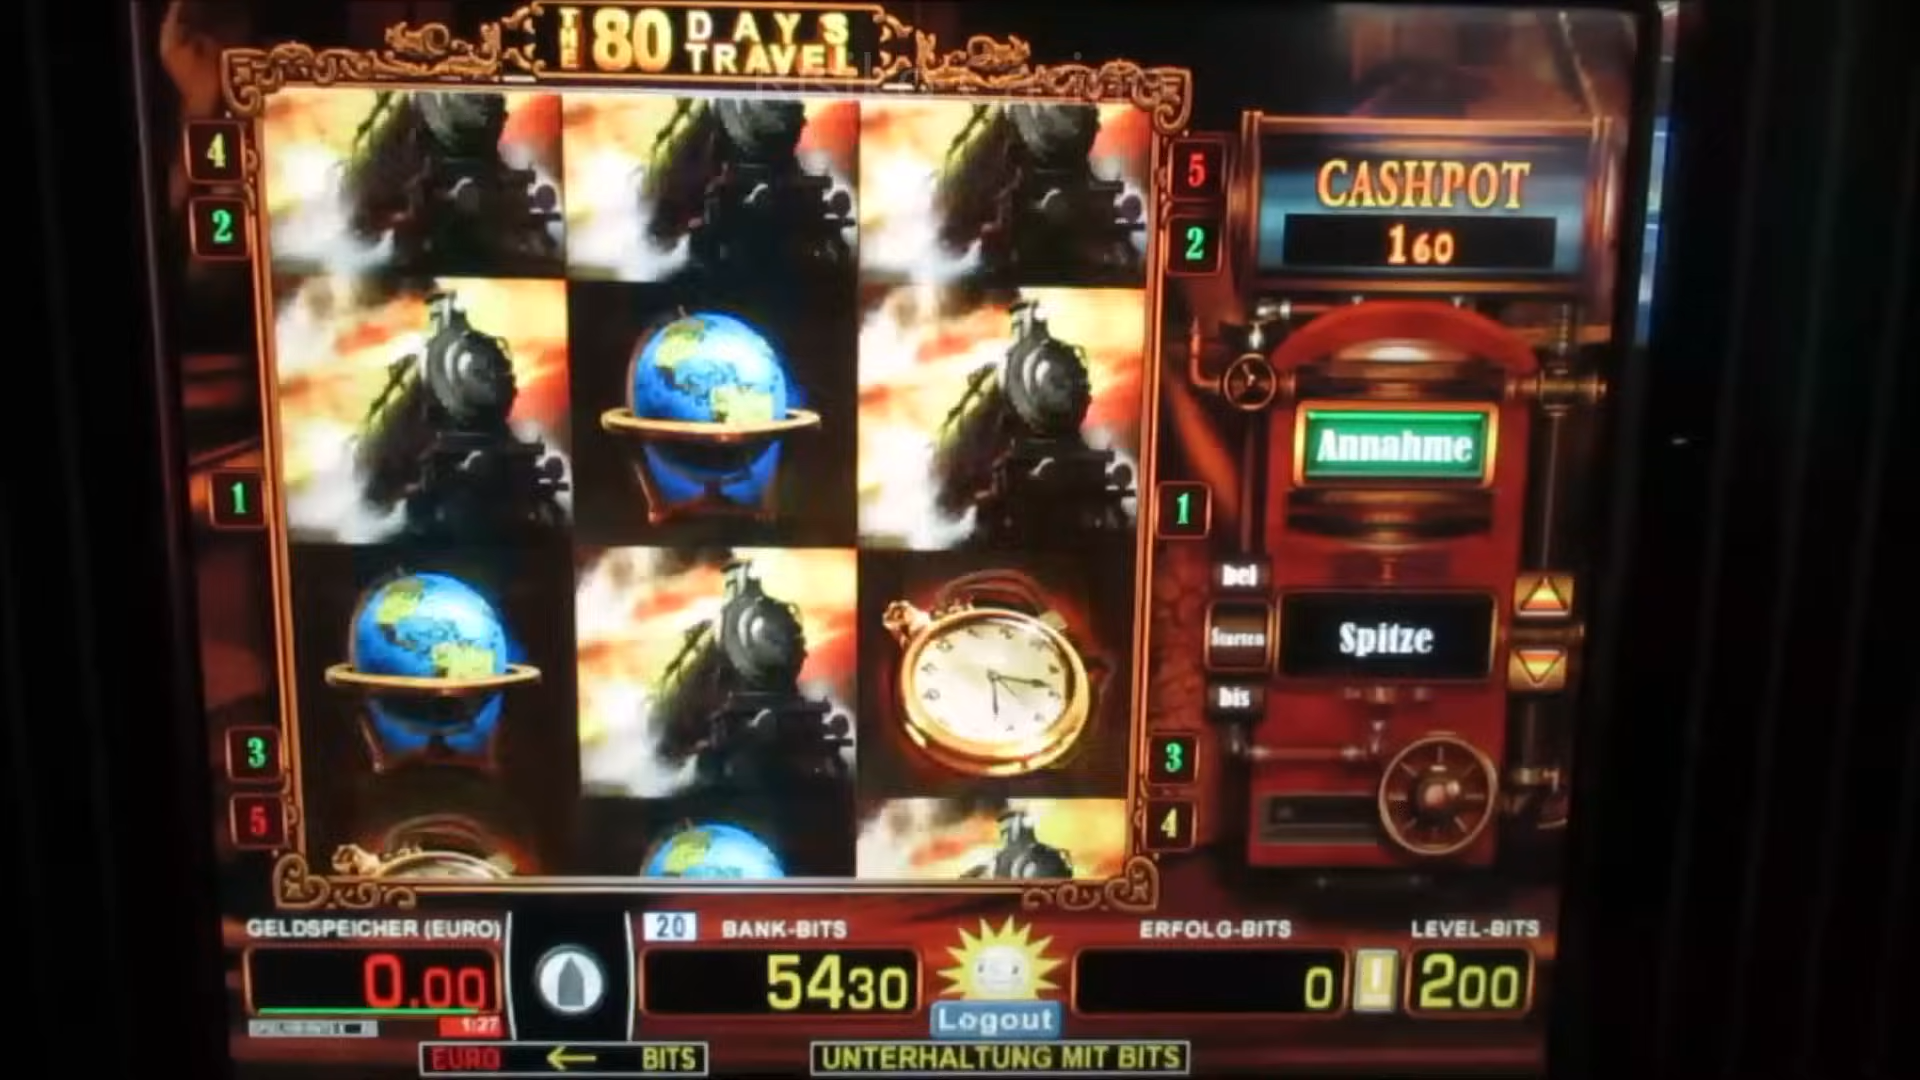 THE 80 DAYS TRAVEL
4
5
2
2
CASHPOT
160
Annahme
1
1
bei
Starten
Spitze
bis
3
3
5
4
GELDSPEICHER (EURO)
20
BANK-BITS
ERFOLG-BITS
LEVEL-BITS
0.00
5430
0
200
1:27
Logout
EURO ← BITS
UNTERHALTUNG MIT BITS